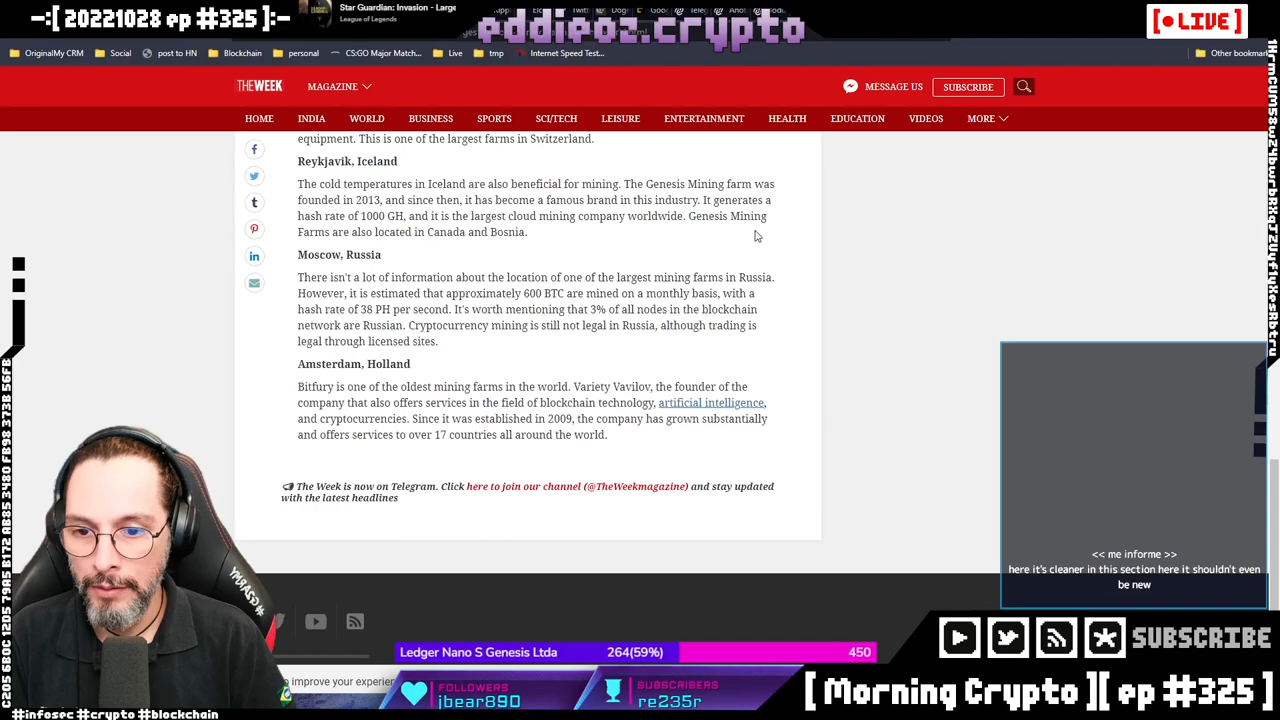 -:[ 20221028 ep #325 ]:-
Star Guardian: Invasion - Large
League of Legends
eddieoz.crypto
[ ● LIVE ]
OriginalMy CRM
Social
post to HN
Blockchain
CS:GO Major Match...
Live
tmp
Internet Speed Test...
Other bookmark
THE WEEK
MAGAZINE
MESSAGE US
SUBSCRIBE
HOME
INDIA
WORLD
BUSINESS
SPORTS
SCI/TECH
LEISURE
ENTERTAINMENT
HEALTH
EDUCATION
VIDEOS
MORE
equipment. This is one of the largest farms in Switzerland.
Reykjavik, Iceland
The cold temperatures in Iceland are also beneficial for mining. The Genesis Mining farm was
founded in 2013, and since then, it has become a famous brand in this industry. It generates a
hash rate of 1000 GH, and it is the largest cloud mining company worldwide. Genesis Mining
Farms are also located in Canada and Bosnia.
Moscow, Russia
There isn't a lot of information about the location of one of the largest mining farms in Russia.
However, it is estimated that approximately 600 BTC are mined on a monthly basis, with a
hash rate of 38 PH per second. It's worth mentioning that 3% of all nodes in the blockchain
network are Russian. Cryptocurrency mining is still not legal in Russia, although trading is
legal through licensed sites.
Amsterdam, Holland
Bitfury is one of the oldest mining farms in the world. Variety Vavilov, the founder of the
company that also offers services in the field of blockchain technology, artificial intelligence,
and cryptocurrencies. Since it was established in 2009, the company has grown substantially
and offers services to over 17 countries all around the world.
The Week is now on Telegram. Click here to join our channel (@TheWeekmagazine) and stay updated
with the latest headlines
<< me informe >>
here it's cleaner in this section here it shouldn't even
be new
SUBSCRIBE
Ledger Nano S Genesis Ltda
264(59%)
450
o improve your experien
FOLLOWERS
jbear890
SUBSCRIBERS
re235r
[ Morning Crypto ][ ep #325 ]
#infosec #crypto #blockchain